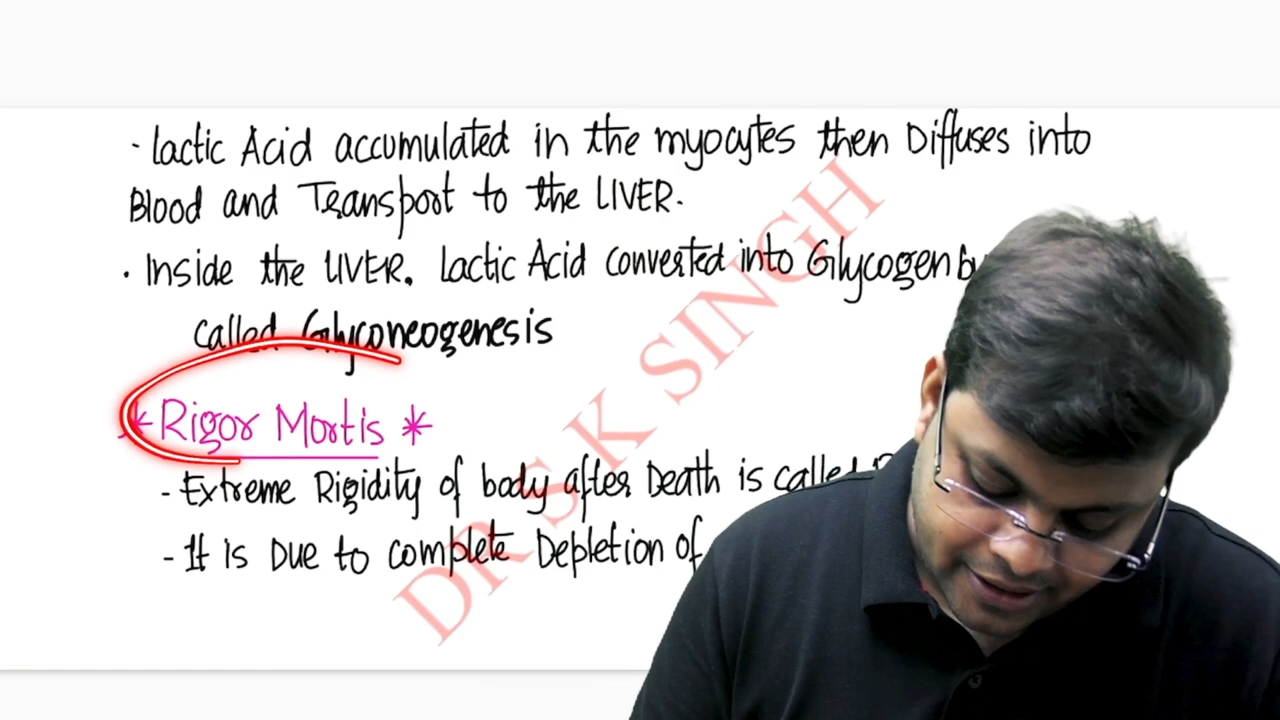 - Lactic Acid accumulated in the myocytes then Diffuses into
Blood and Transport to the LIVER.
• Inside the LIVER. Lactic Acid converted into Glycogen
called Glyconeogenesis
* Rigor Mortis *
- Extreme Rigidity of body after Death is called
- It is Due to complete Depletion of
DR S K SINGH